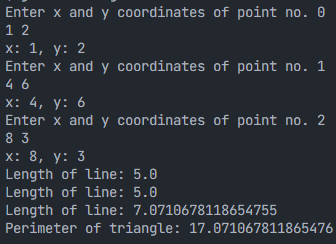 Enter x and y coordinates of point no. 0
1 2
x: 1, y: 2
Enter x and y coordinates of point no. 1
4 6
x: 4, y: 6
Enter x and y coordinates of point no. 2
8 3
x: 8, y: 3
Length of line: 5.0
Length of line: 5.0
Length of line: 7.0710678118654755
Perimeter of triangle: 17.071067811865476